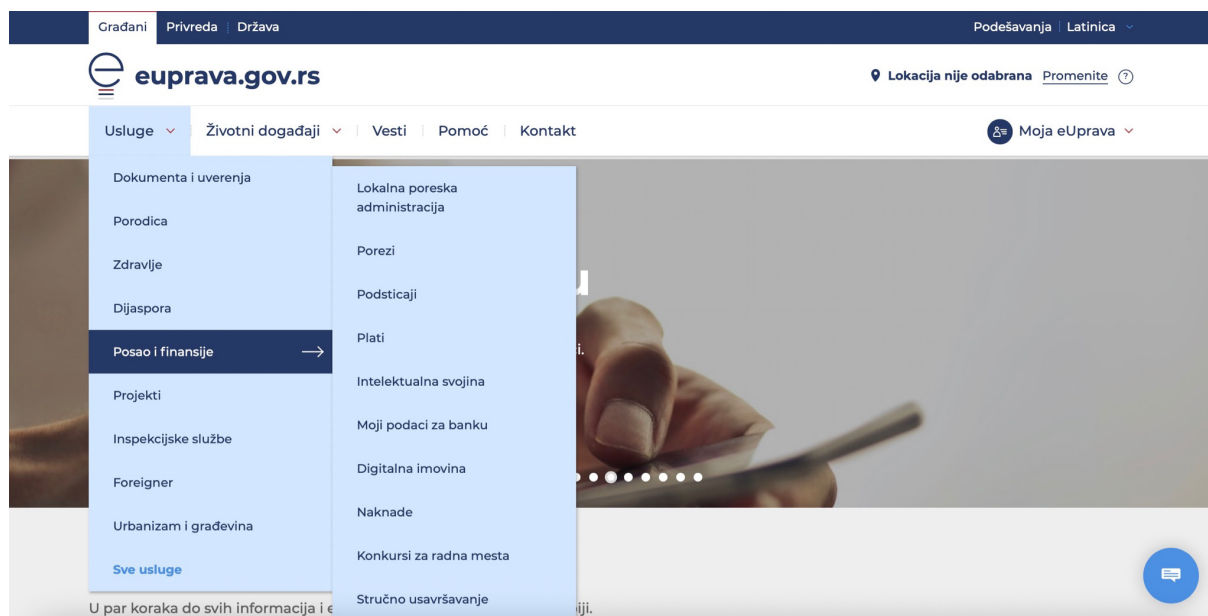 Građani Privreda Država
Podešavanja Latinica
euprava.gov.rs
Lokacija nije odabrana Promenite ?
Usluge Životni događaji Vesti Pomoć Kontakt
Moja eUprava
Dokumenta i uverenja
Porodica
Zdravlje
Dijaspora
Posao i finansije
Projekti
Inspekcijske službe
Foreigner
Urbanizam i građevina
Sve usluge
Lokalna poreska
administracija
Porezi
Podsticaji
Plati
Intelektualna svojina
Moji podaci za banku
Digitalna imovina
Naknade
Konkursi za radna mesta
Stručno usavršavanje
U par koraka do svih informacija i